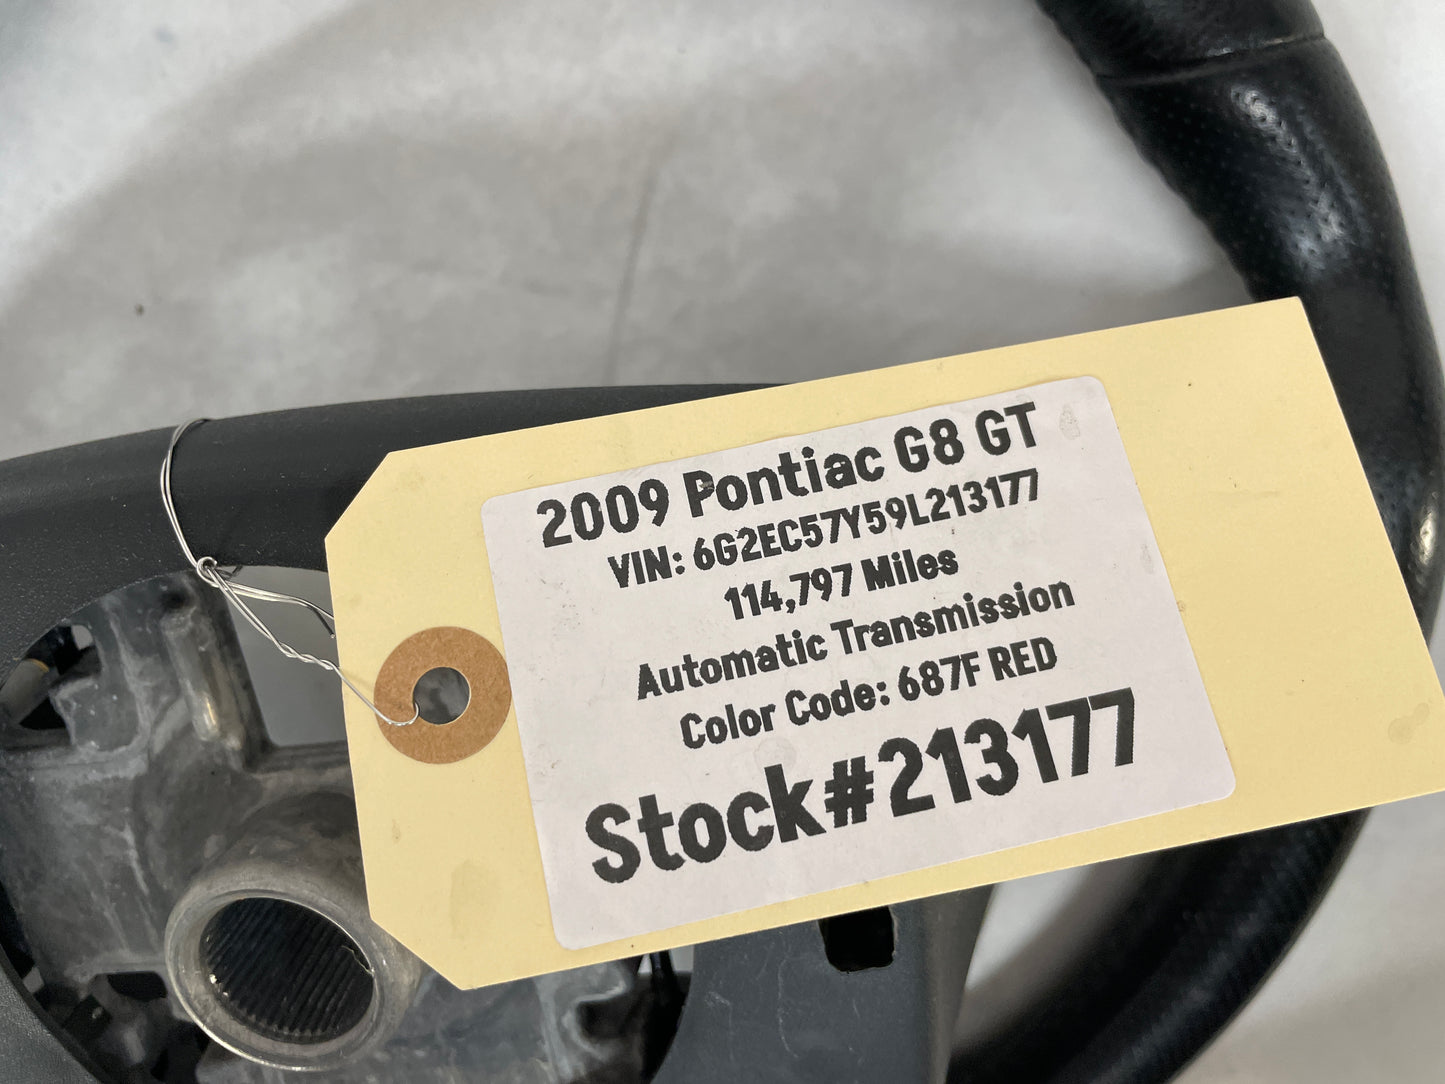 2009 Pontiac G8 GT
VIN: 6G2EC57Y59L213177
114,797 Miles
Automatic Transmission
Color Code: 687F RED
Stock#213177